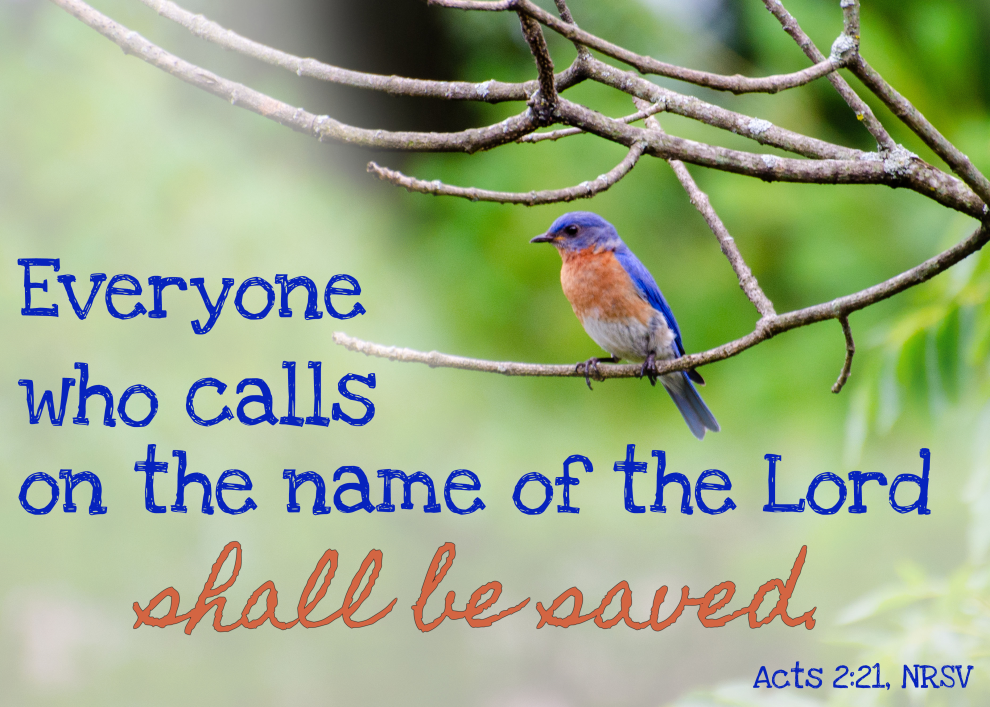 Everyone
who calls
on the name of the Lord
shall be saved.
Acts 2:21, NRSV